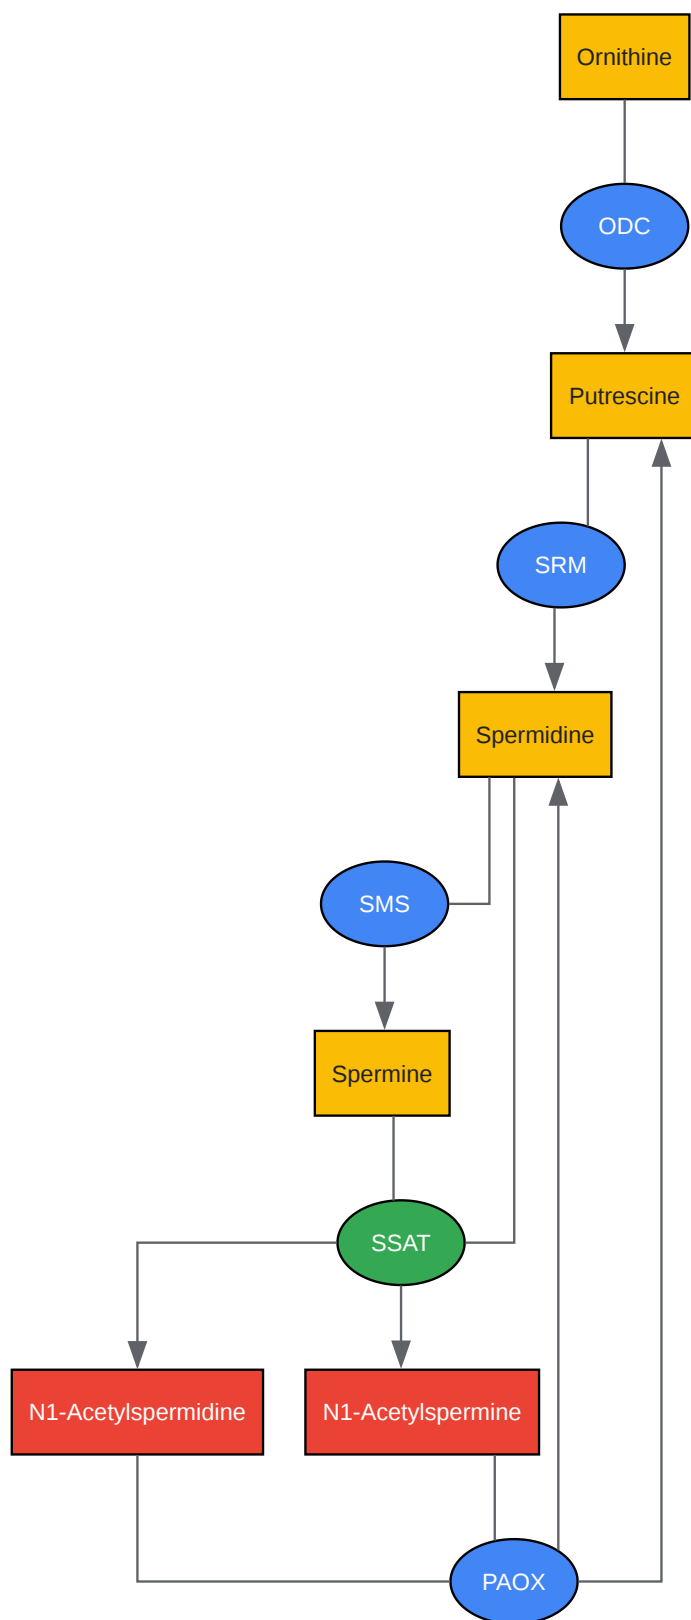 Ornithine
ODC
Putrescine
SRM
Spermidine
SMS
Spermine
SSAT
N1-Acetylspermidine
N1-Acetylspermine
PAOX